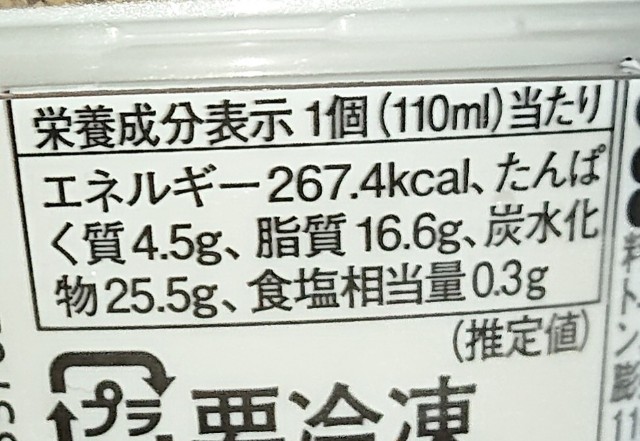 栄養成分表示 1個(110ml)当たり
エネルギー267.4kcal、たんぱ
く質4.5g、脂質16.6g、炭水化
物25.5g、食塩相当量0.3g
(推定値)
プラ
要冷凍